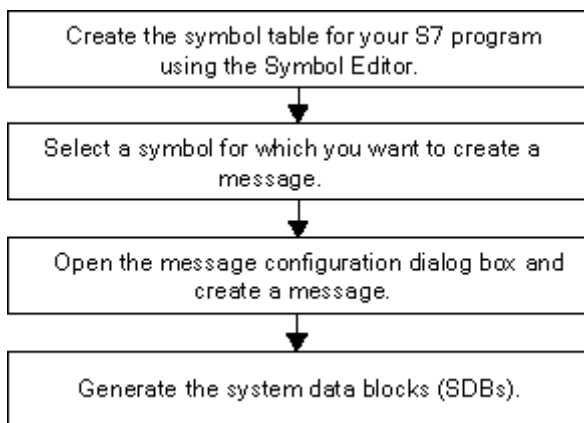 Create the symbol table for your S7 program
using the Symbol Editor.
Select a symbol for which you want to create a
message.
Open the message configuration dialog box and
create a message.
Generate the system data blocks (SDBs).